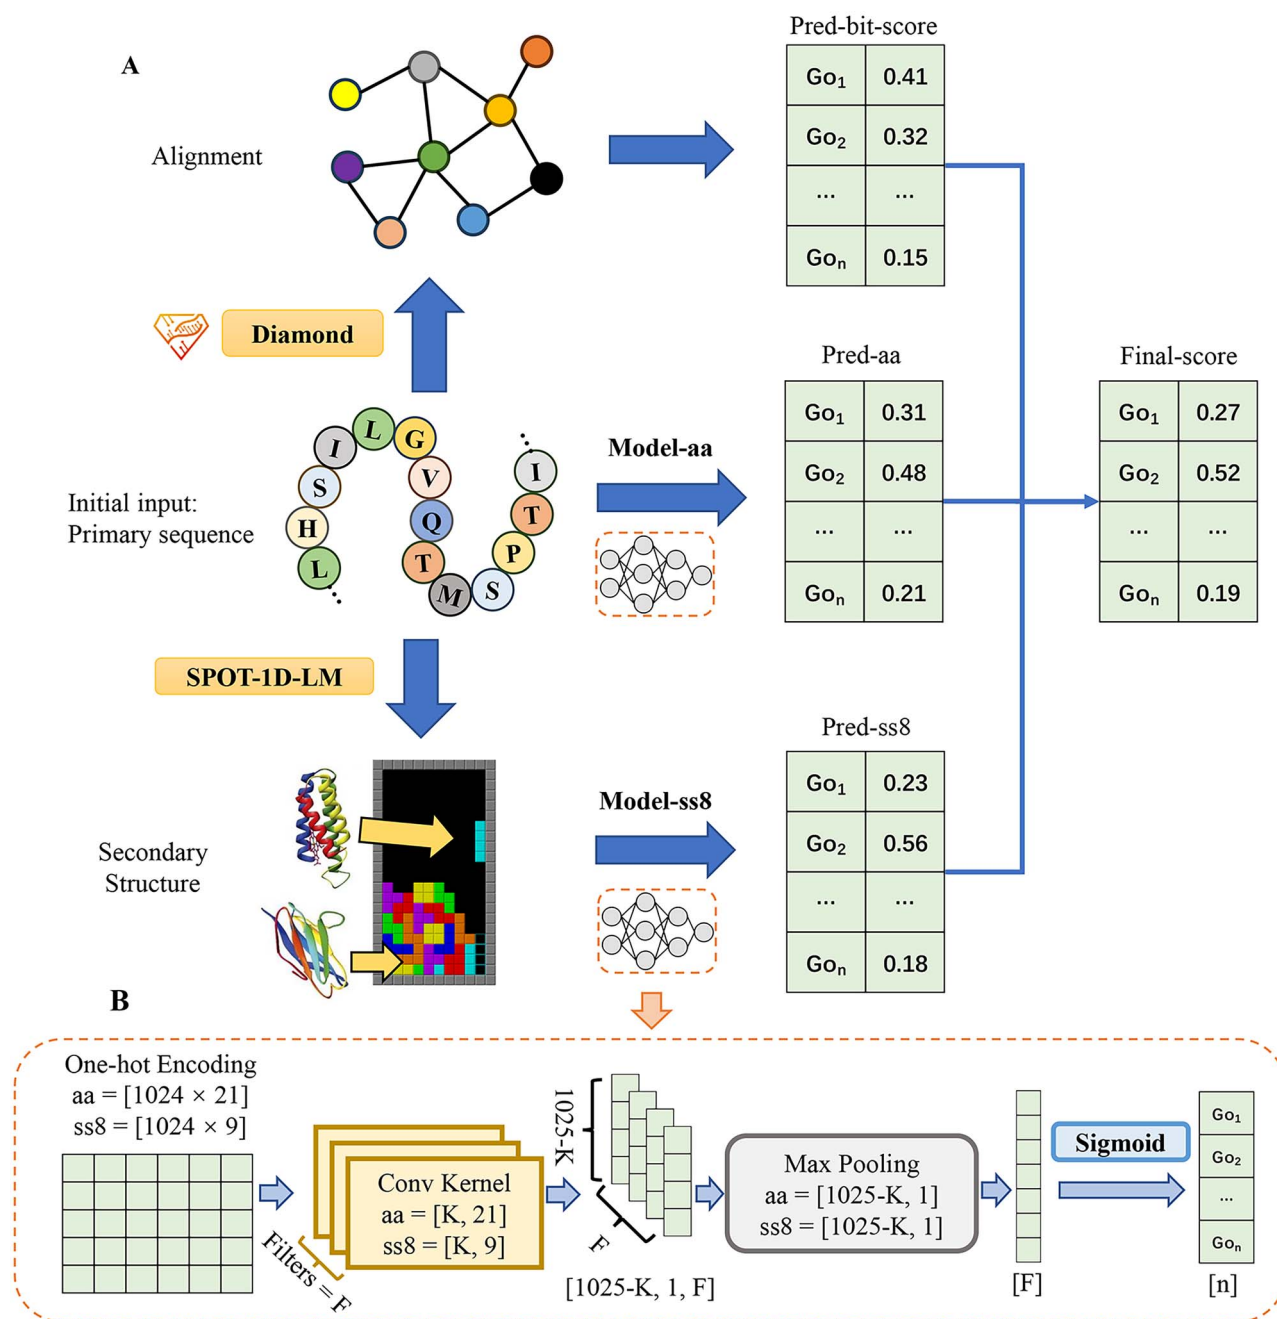 A
Alignment
Pred-bit-score
Go1 0.41
Go2 0.32
... ...
Gon 0.15
Diamond
Initial input:
Primary sequence
L
H
S
I
L
G
V
Q
T
M
S
P
T
I
Model-aa
Pred-aa
Go1 0.31
Go2 0.48
... ...
Gon 0.21
Final-score
Go1 0.27
Go2 0.52
... ...
Gon 0.19
SPOT-1D-LM
Secondary
Structure
Model-ss8
Pred-ss8
Go1 0.23
Go2 0.56
... ...
Gon 0.18
B
One-hot Encoding
aa = [1024 × 21]
ss8 = [1024 × 9]
Filters = F
Conv Kernel
aa = [K, 21]
ss8 = [K, 9]
1025-K
F
[1025-K, 1, F]
Max Pooling
aa = [1025-K, 1]
ss8 = [1025-K, 1]
[F]
Sigmoid
Go1
Go2
...
Gon
[n]